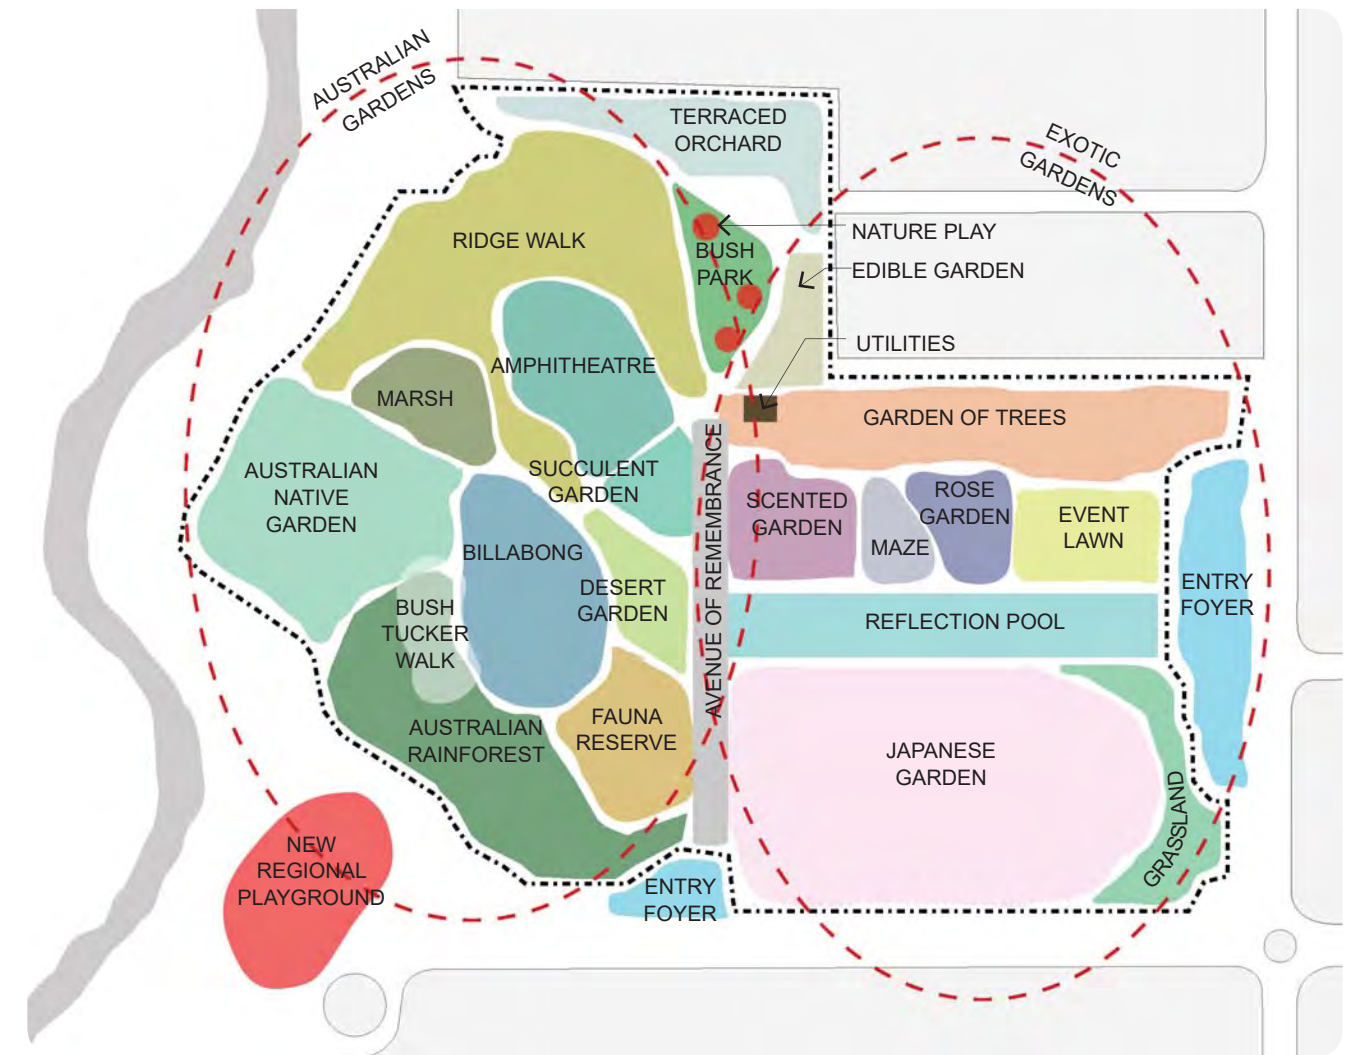 AUSTRALIAN
GARDENS
TERRACED
ORCHARD
EXOTIC
GARDENS
RIDGE WALK
BUSH
PARK
NATURE PLAY
EDIBLE GARDEN
UTILITIES
AMPHITHEATRE
MARSH
GARDEN OF TREES
AUSTRALIAN
NATIVE
GARDEN
SUCCULENT
GARDEN
AVENUE OF REMEMBRANCE
SCENTED
GARDEN
MAZE
ROSE
GARDEN
EVENT
LAWN
BILLABONG
DESERT
GARDEN
ENTRY
FOYER
BUSH
TUCKER
WALK
REFLECTION POOL
AUSTRALIAN
RAINFOREST
FAUNA
RESERVE
JAPANESE
GARDEN
GRASSLAND
NEW
REGIONAL
PLAYGROUND
ENTRY
FOYER